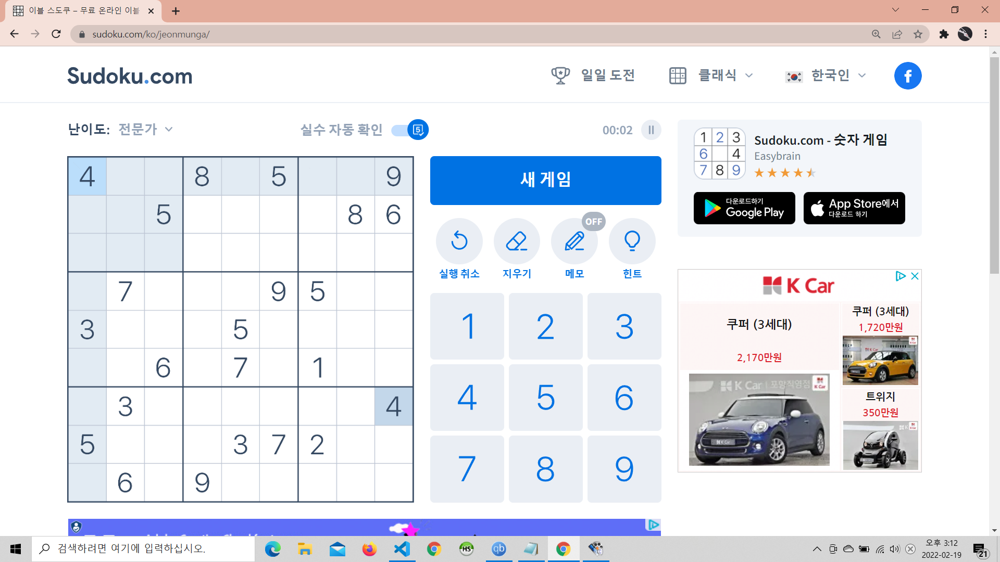 이블 스도쿠 – 무료 온라인 이블
sudoku.com/ko/jeonmunga/
Sudoku.com
일일 도전
클래식
한국인
난이도: 전문가
실수 자동 확인
00:02
4 8 5 9
5 8 6
7 9 5
3 5
6 7 1
3 4
5 3 7 2
6 9
새 게임
OFF
실행 취소
지우기
메모
힌트
1 2 3
4 5 6
7 8 9
1 2 3
6 4
7 8 9
Sudoku.com - 숫자 게임
Easybrain
다운로드하기
Google Play
App Store에서
다운로드 하기
K Car
쿠퍼 (3세대)
2,170만원
K Car | 포항직영점
쿠퍼 (3세대)
1,720만원
트위지
350만원
검색하려면 여기에 입력하십시오.
HS
qb
오후 3:12
2022-02-19
21